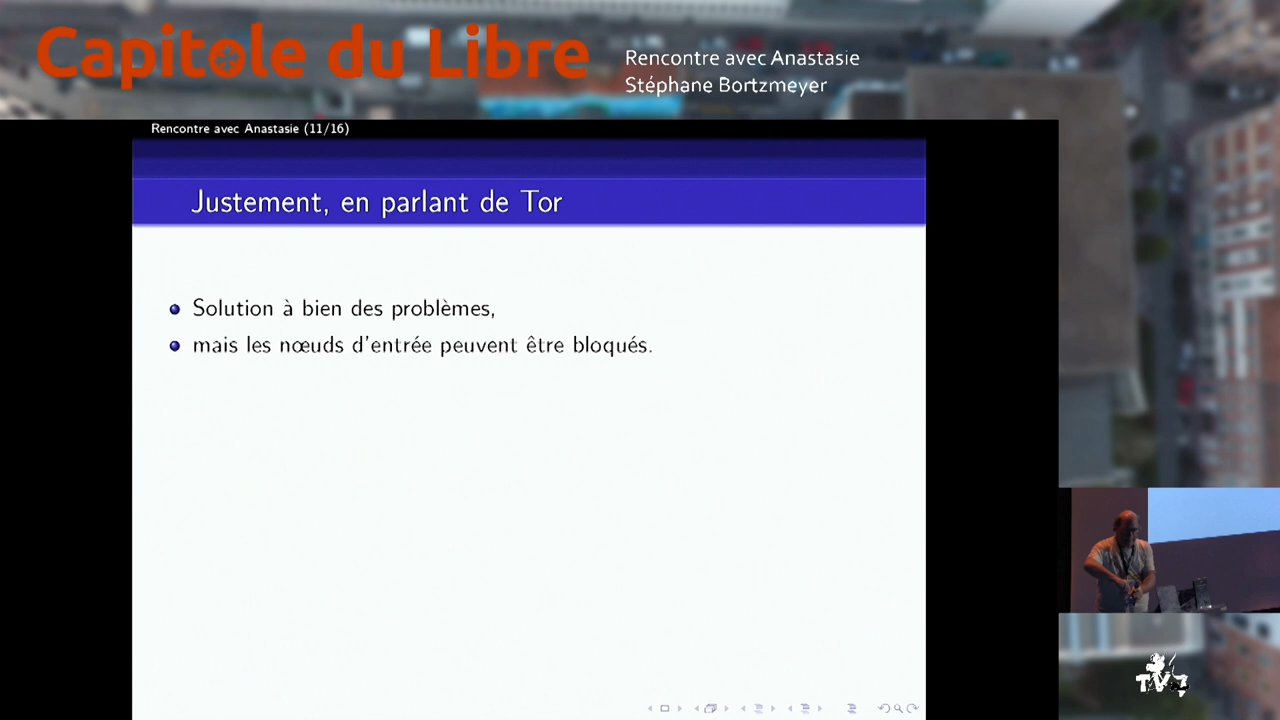 Capitole du Libre
Rencontre avec Anastasie
Stéphane Bortzmeyer
Rencontre avec Anastasie (11/16)
Justement, en parlant de Tor
Solution à bien des problèmes,
mais les nœuds d'entrée peuvent être bloqués.
TV7